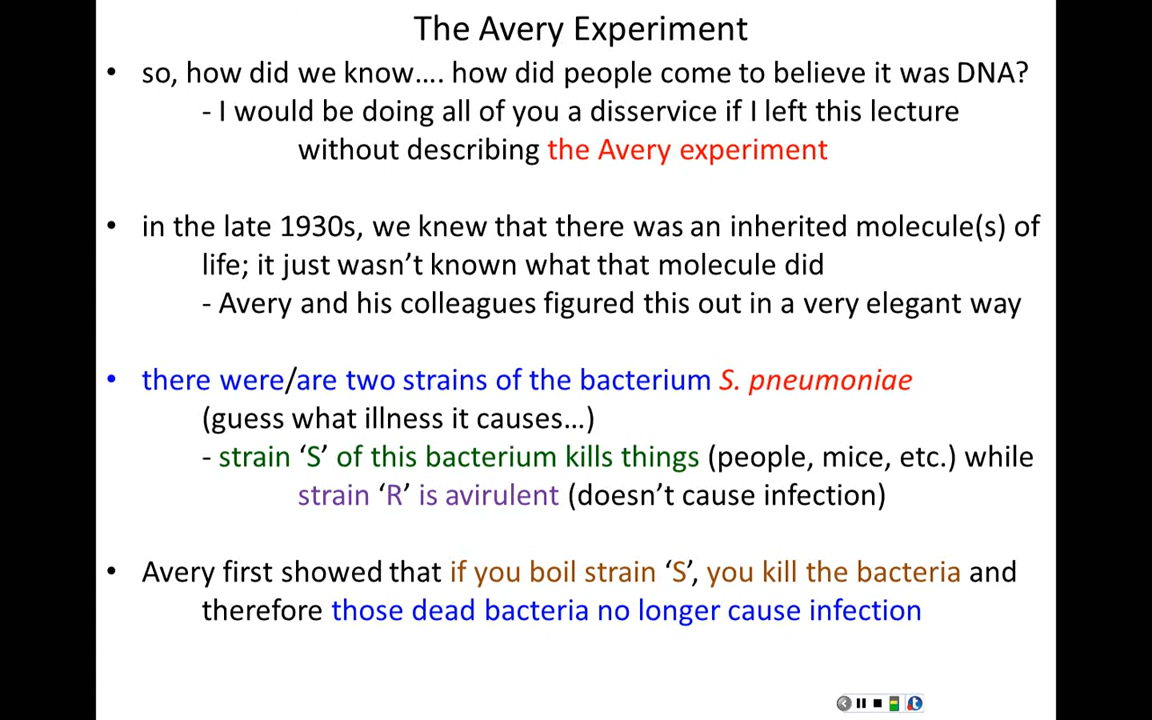 The Avery Experiment
• so, how did we know.... how did people come to believe it was DNA?
- I would be doing all of you a disservice if I left this lecture
without describing the Avery experiment
• in the late 1930s, we knew that there was an inherited molecule(s) of
life; it just wasn't known what that molecule did
- Avery and his colleagues figured this out in a very elegant way
• there were/are two strains of the bacterium S. pneumoniae
(guess what illness it causes...)
- strain 'S' of this bacterium kills things (people, mice, etc.) while
strain 'R' is avirulent (doesn't cause infection)
• Avery first showed that if you boil strain 'S', you kill the bacteria and
therefore those dead bacteria no longer cause infection